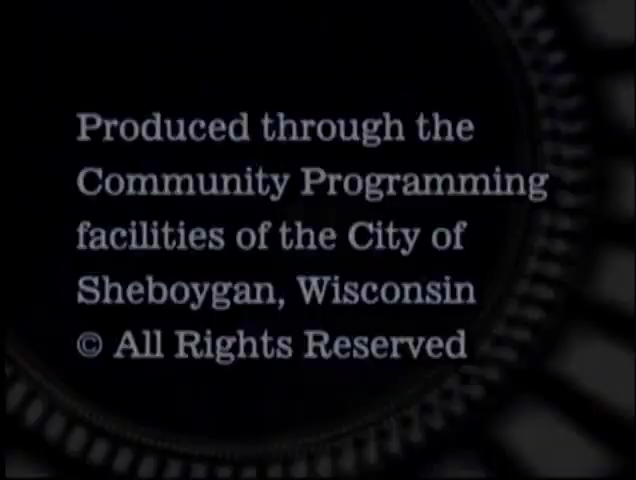 Produced through the
Community Programming
facilities of the City of
Sheboygan, Wisconsin
© All Rights Reserved